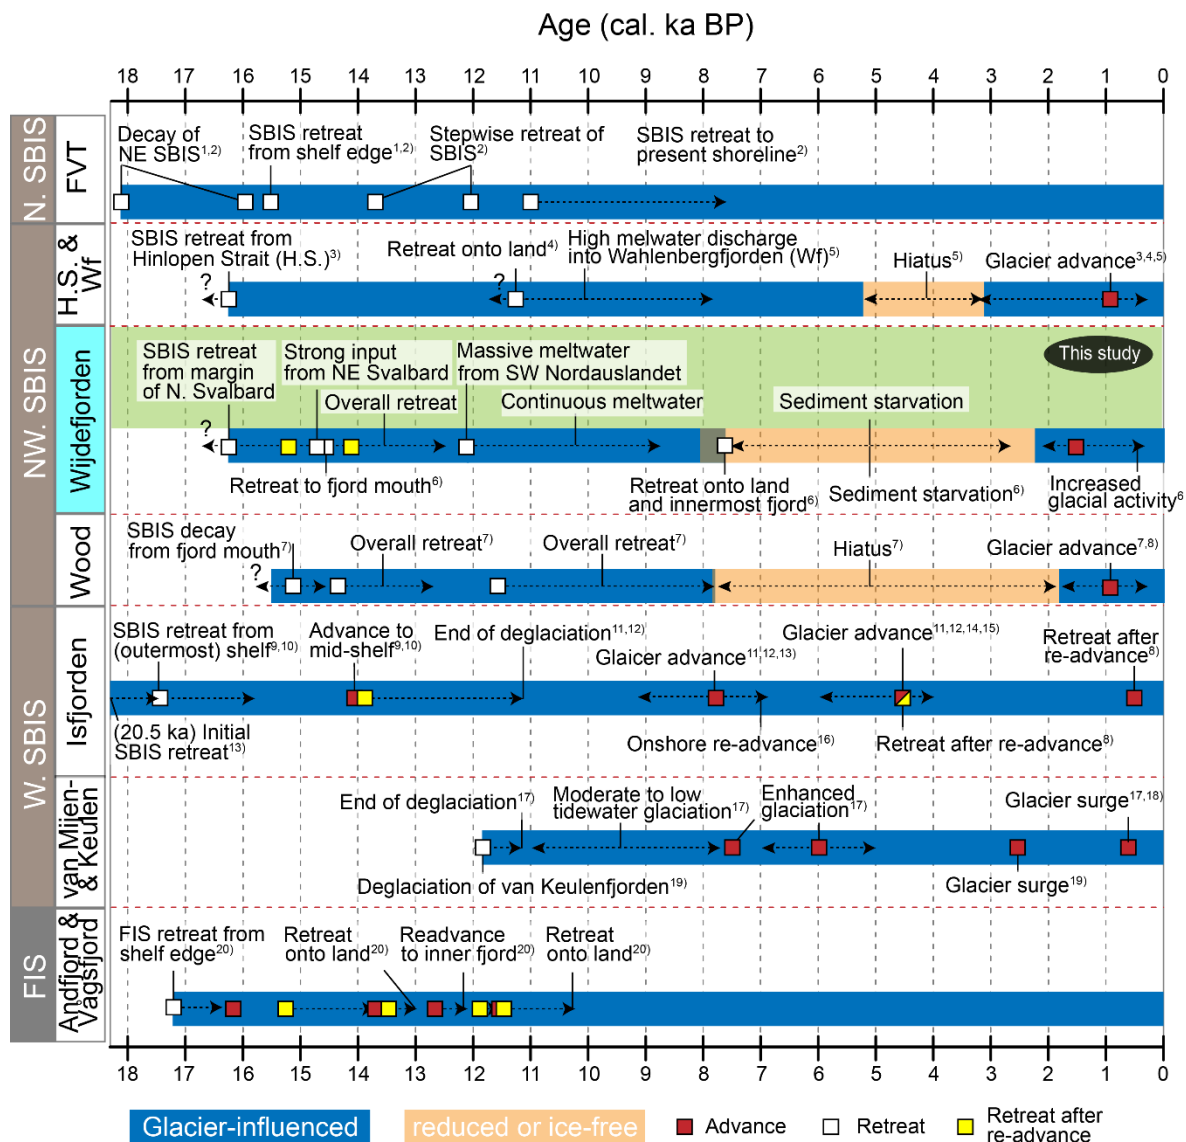 Age (cal. ka BP)
18 17 16 15 14 13 12 11 10 9 8 7 6 5 4 3 2 1 0
N. SBIS
FVT
Decay of
NE SBIS1,2)
SBIS retreat
from shelf edge1,2)
Stepwise retreat of
SBIS2)
SBIS retreat to
present shoreline2)
NW. SBIS
H.S. &
Wf
SBIS retreat from
Hinlopen Strait (H.S.)3)
?
Retreat onto land4)
?
High melwater discharge
into Wahlenbergfjorden (Wf)5)
Hiatus5)
Glacier advance3,4,5)
Wijdefjorden
SBIS retreat
from margin
of N. Svalbard
?
Strong input
from NE Svalbard
Overall retreat
Massive meltwater
from SW Nordauslandet
Continuous meltwater
Sediment starvation
This study
Retreat to fjord mouth6)
Retreat onto land
and innermost fjord6)
Sediment starvation6)
Increased
glacial activity6
Wood
SBIS decay
from fjord mouth7)
?
Overall retreat7)
Overall retreat7)
Hiatus7)
Glacier advance7,8)
W. SBIS
Isfjorden
SBIS retreat from
(outermost) shelf9,10)
Advance to
mid-shelf9,10)
End of deglaciation11,12)
Glaicer advance11,12,13)
Glacier advance11,12,14,15)
Retreat after
re-advance8)
(20.5 ka) Initial
SBIS retreat13)
Onshore re-advance16)
Retreat after re-advance8)
van Mijen-
& Keulen
End of deglaciation17)
Moderate to low
tidewater glaciation17)
Enhanced
glaciation17)
Glacier surge17,18)
Deglaciation of van Keulenfjorden19)
Glacier surge19)
FIS
Andfjord &
Vågsfjord
FIS retreat from
shelf edge20)
Retreat
onto land20)
Readvance
to inner fjord20)
Retreat
onto land20)
18 17 16 15 14 13 12 11 10 9 8 7 6 5 4 3 2 1 0
Glacier-influenced
reduced or ice-free
Advance
Retreat
Retreat after
re-advance